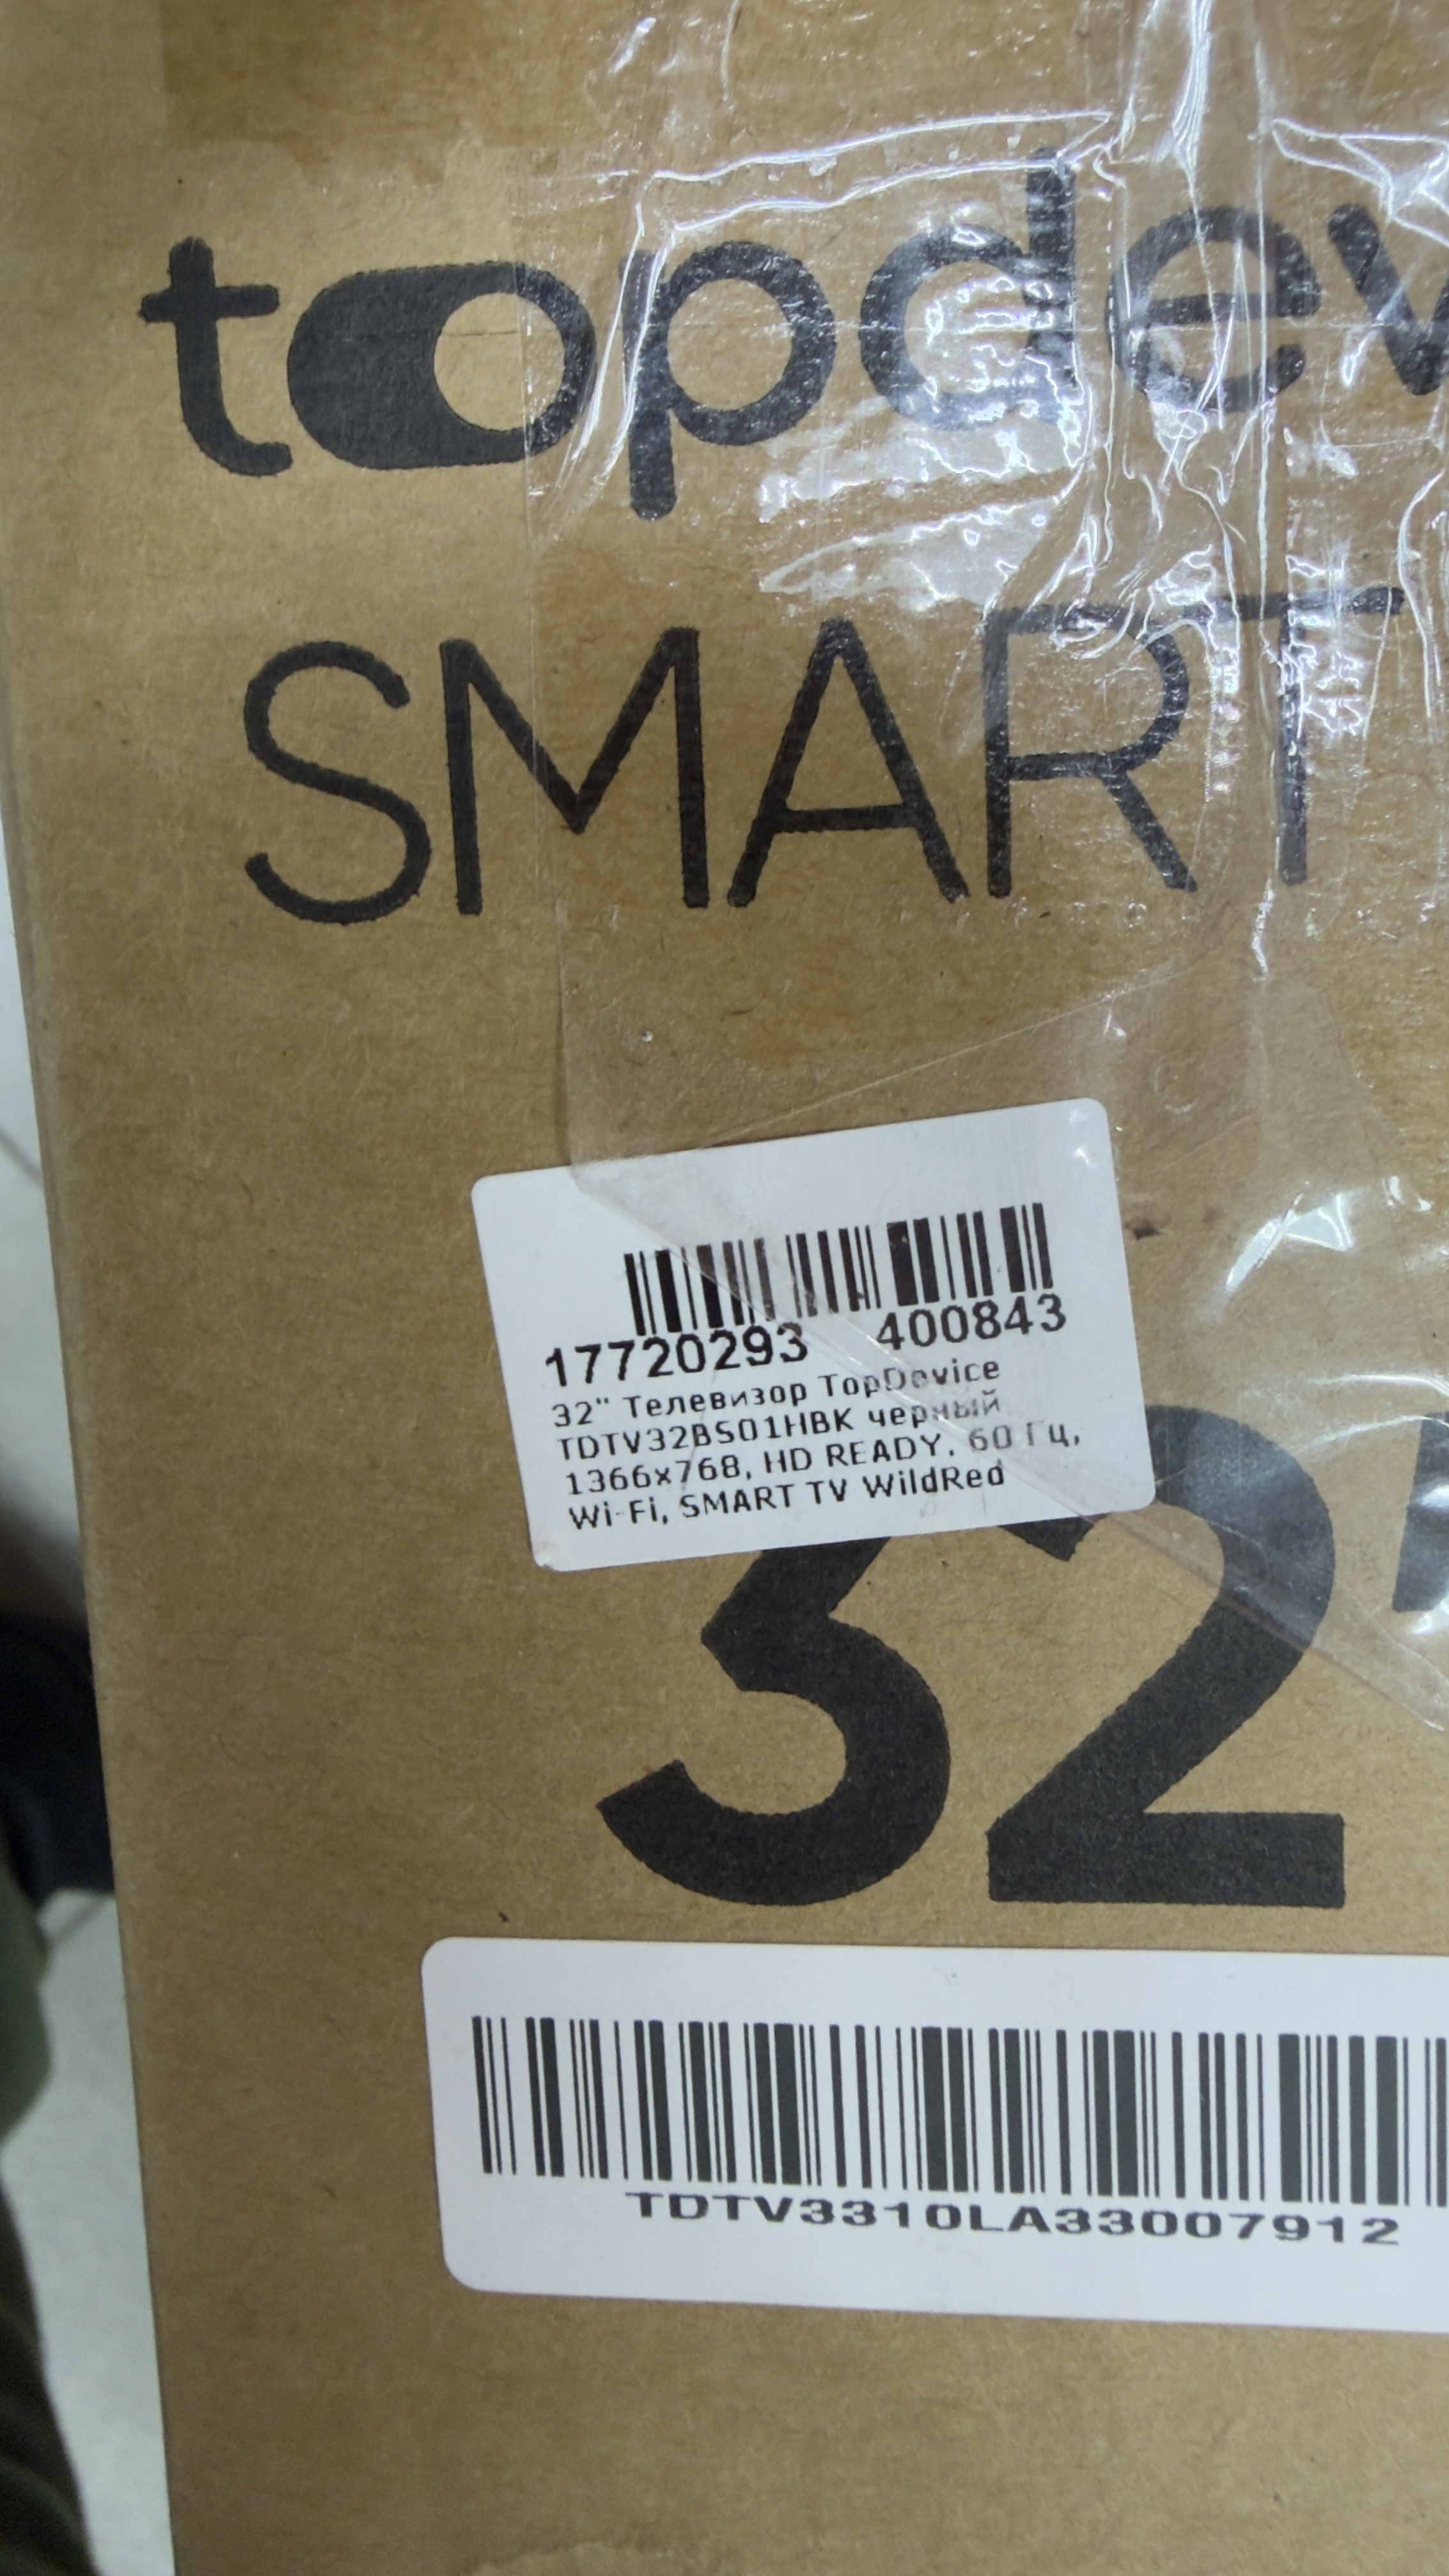 topdev
SMART T
17720293 400843
32" Телевизор TopDevice
TDTV32BS01HBK черный
1366x768, HD READY, 60 Гц,
Wi-Fi, SMART TV WildRed
32"
TDTV3310LA33007912